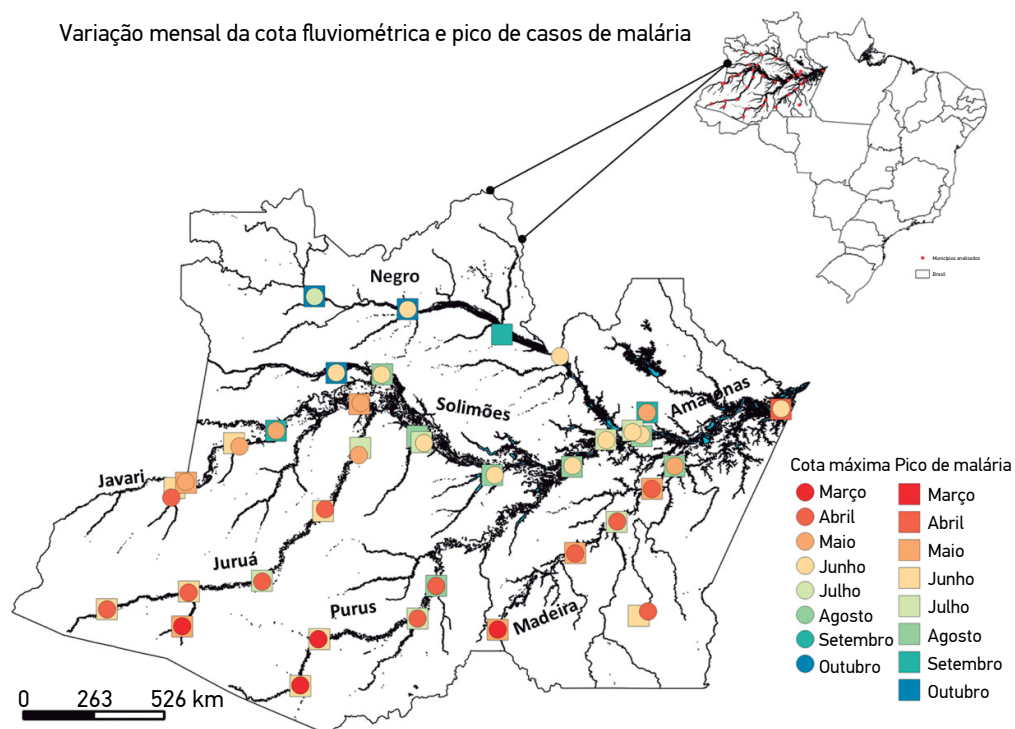 Variação mensal da cota fluviométrica e pico de casos de malária
Municípios analisados
Brasil
Negro
Solimões
Amazonas
Javari
Juruá
Purus
Madeira
Cota máxima Pico de malária
Março Março
Abril Abril
Maio Maio
Junho Junho
Julho Julho
Agosto Agosto
Setembro Setembro
Outubro Outubro
0 263 526 km